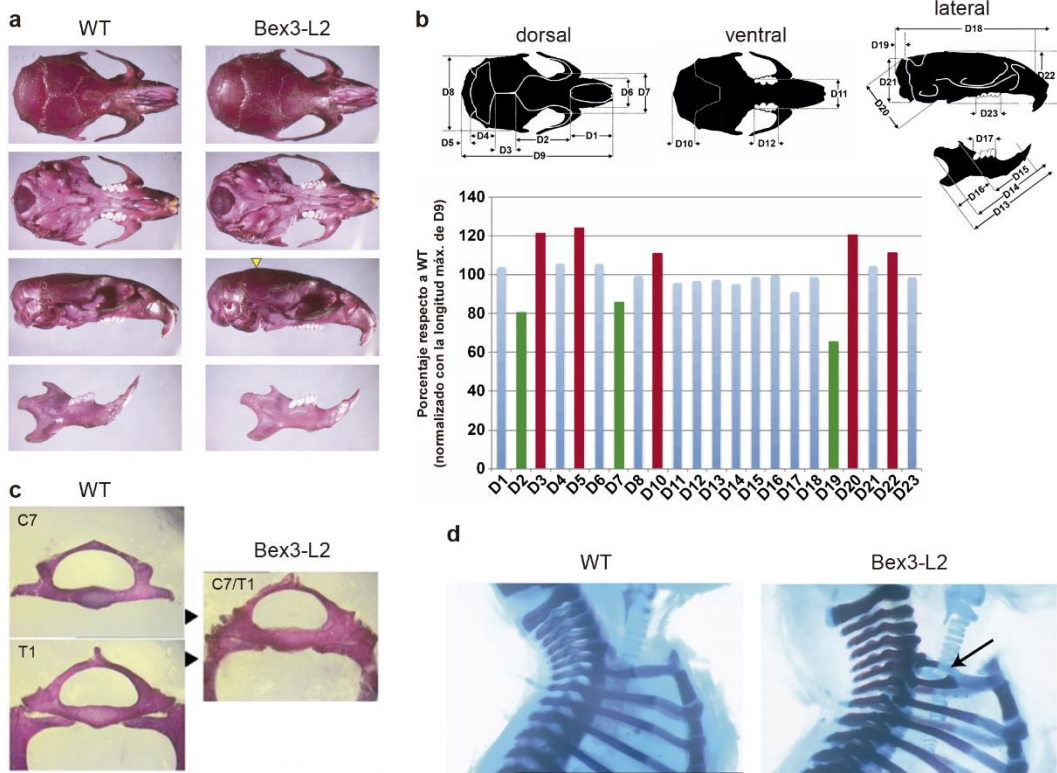 a
WT
Bex3-L2
b
dorsal
ventral
lateral
D8
D6
D7
D5
D4
D3
D2
D1
D9
D10
D12
D11
D18
D19
D21
D22
D20
D23
D17
D16
D15
D14
D13
Porcentaje respecto a WT
(normalizado con la longitud máx. de D9)
140
120
100
80
60
40
20
0
D1 D2 D3 D4 D5 D6 D7 D8 D10 D11 D12 D13 D14 D15 D16 D17 D18 D19 D20 D21 D22 D23
c
WT
C7
T1
Bex3-L2
C7/T1
d
WT
Bex3-L2